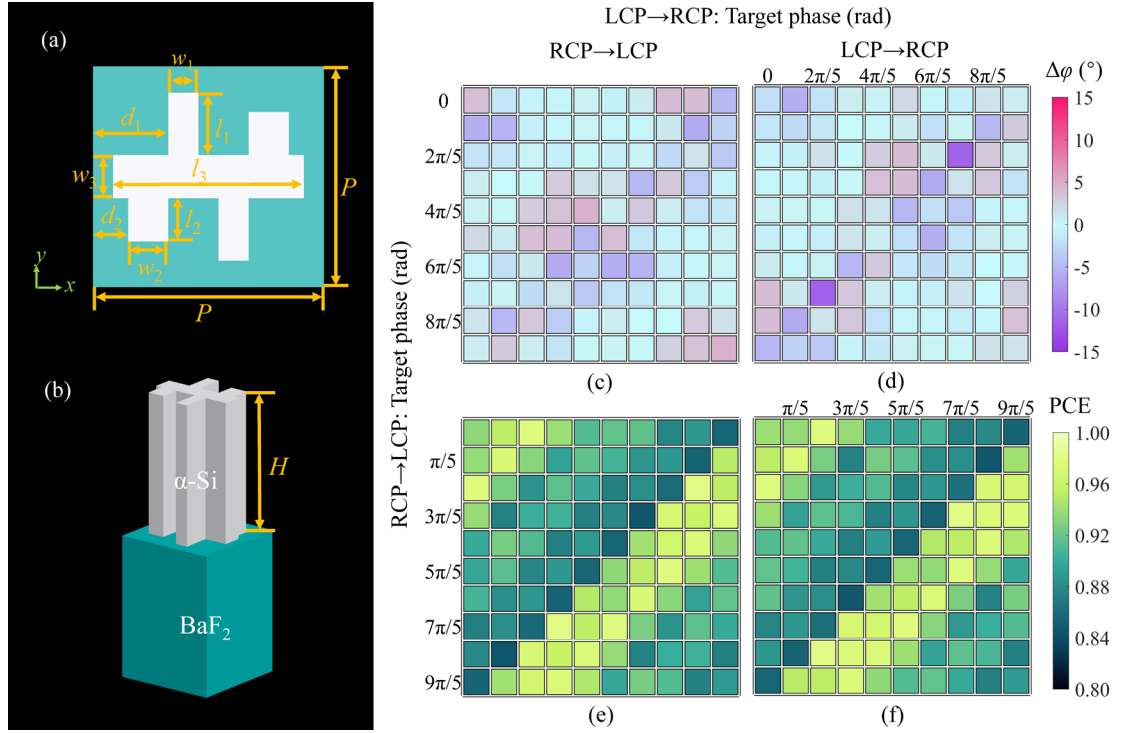 (a)
w₁
d₁
l₁
w₃
l₃
P
d₂
l₂
w₂
y
x
P
(b)
α-Si
H
BaF₂
LCP→RCP: Target phase (rad)
RCP→LCP
LCP→RCP
0 2π/5 4π/5 6π/5 8π/5
Δφ (°)
0
2π/5
4π/5
6π/5
8π/5
15
10
5
0
-5
-10
-15
RCP→LCP: Target phase (rad)
(c)
(d)
π/5 3π/5 5π/5 7π/5 9π/5
PCE
π/5
3π/5
5π/5
7π/5
9π/5
1.00
0.96
0.92
0.88
0.84
0.80
(e)
(f)